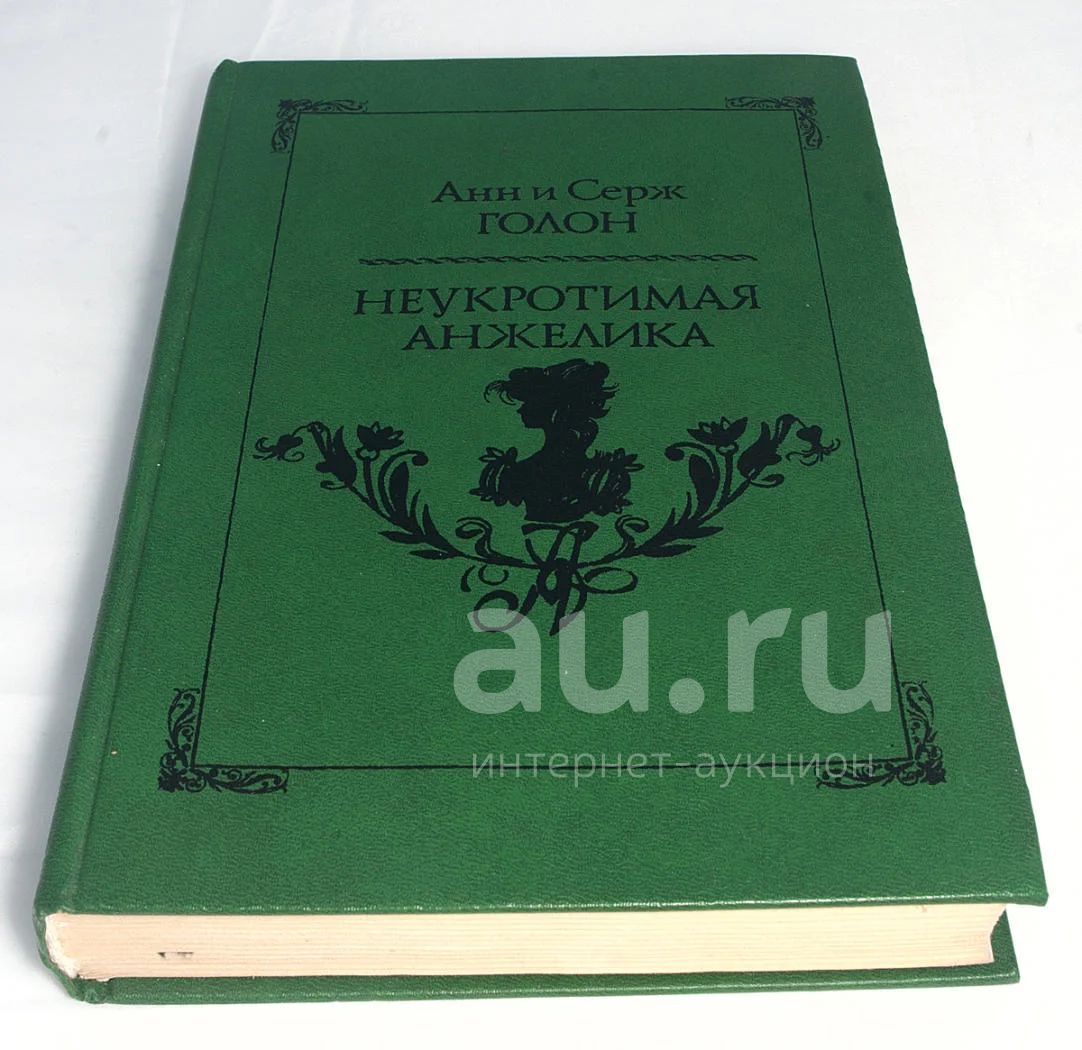 Анн и Серж
ГОЛОН
НЕУКРОТИМАЯ
АНЖЕЛИКА
au.ru
интернет-аукцион